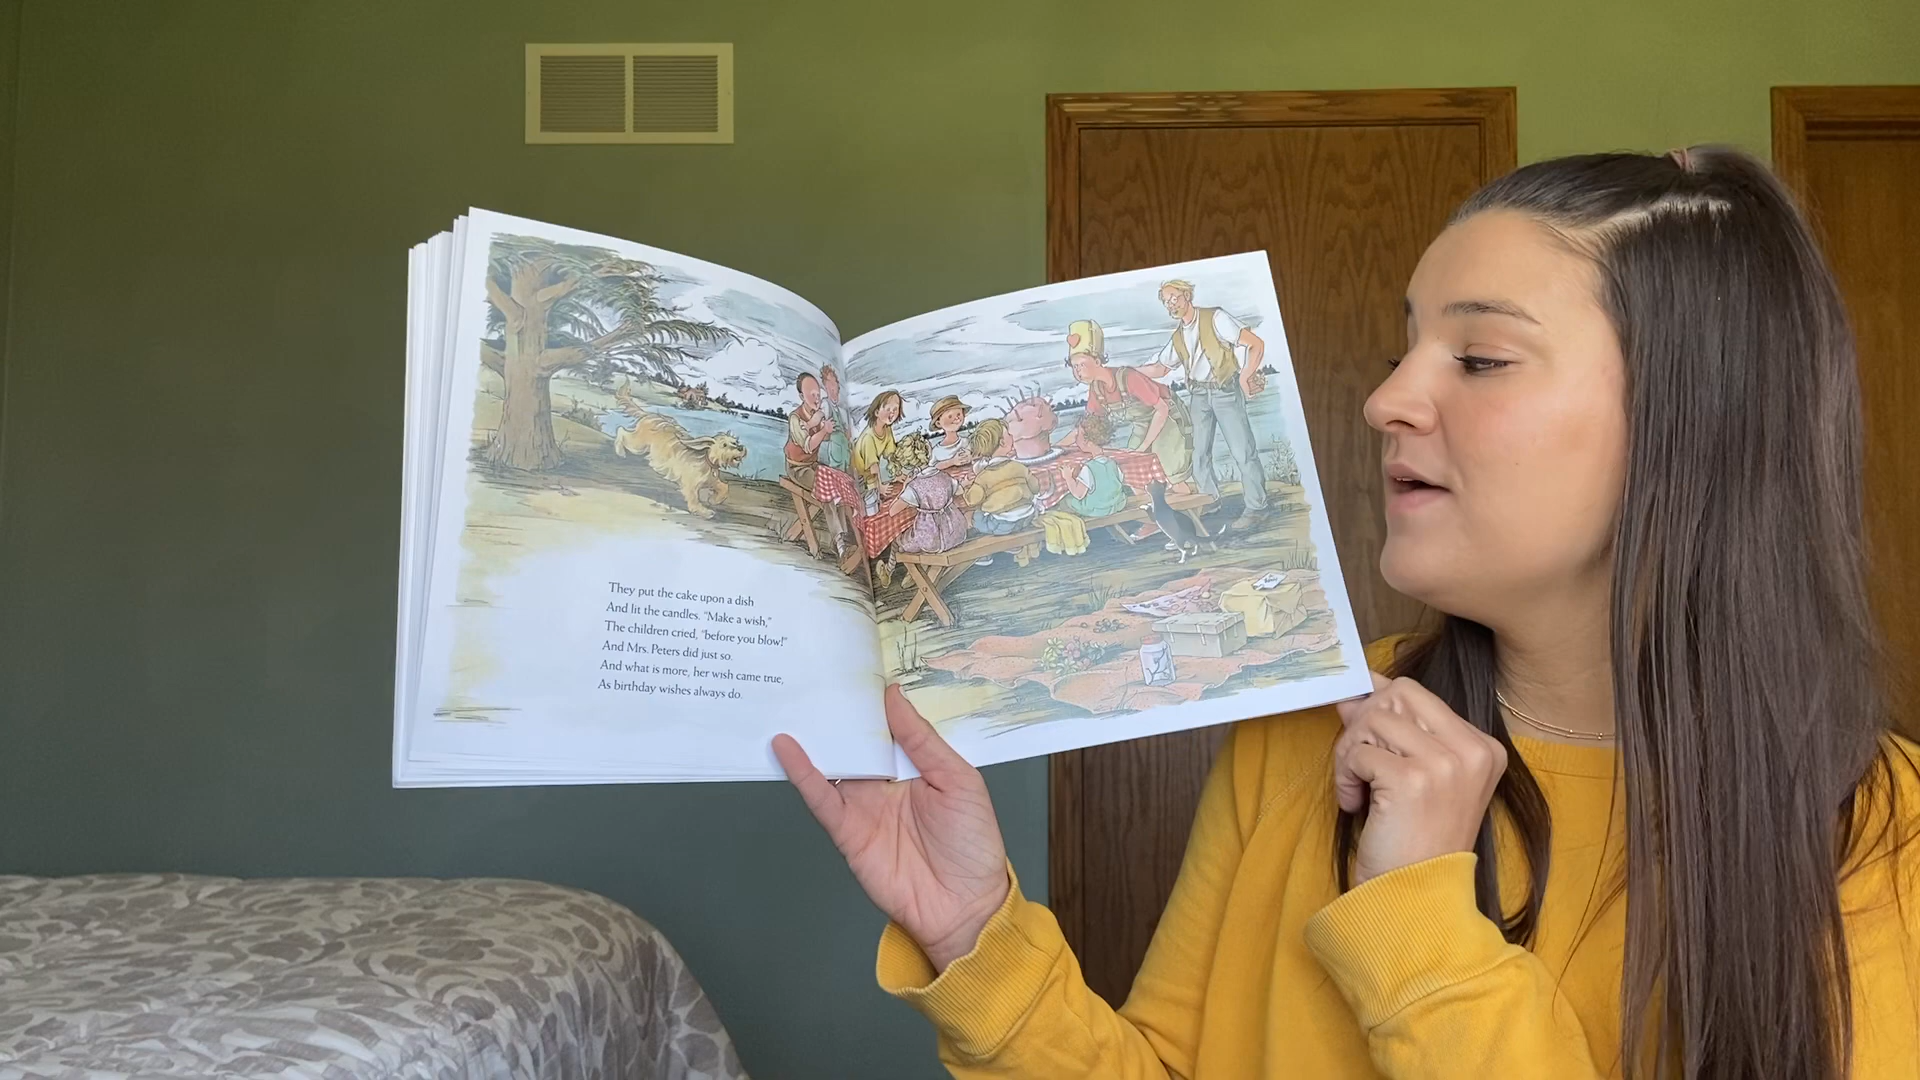 They put the cake upon a dish
And lit the candles. "Make a wish,"
The children cried, "before you blow!"
And Mrs. Peters did just so.
And what is more, her wish came true,
As birthday wishes always do.